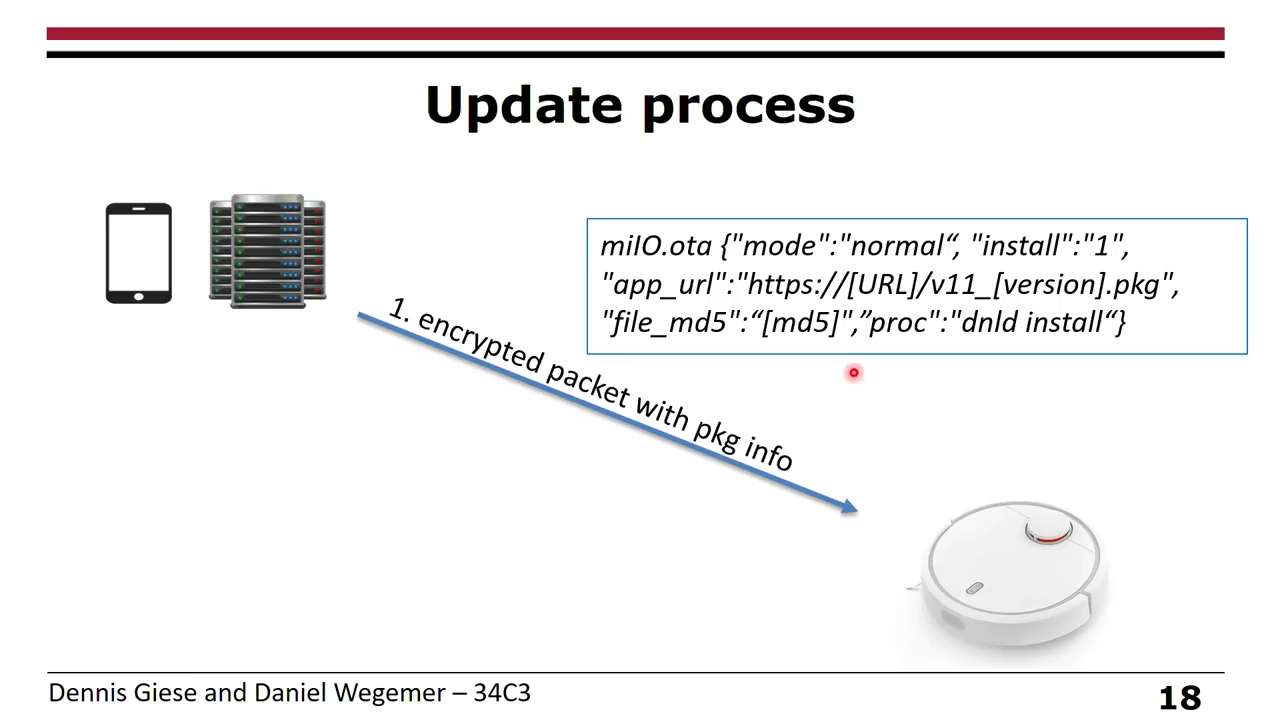 Update process
miIO.ota {"mode":"normal“, "install":"1",
"app_url":"https://[URL]/v11_[version].pkg",
"file_md5":“[md5]",”proc":"dnld install“}
1. encrypted packet with pkg info
Dennis Giese and Daniel Wegemer – 34C3
18